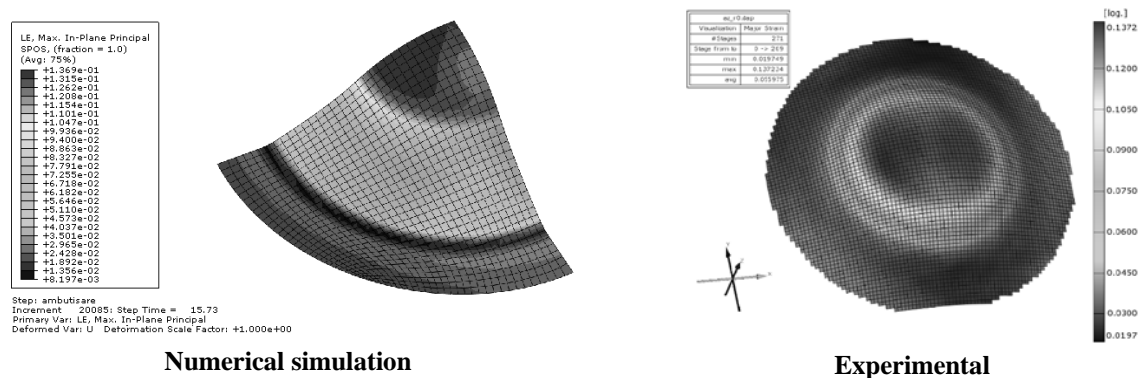 LE, Max. In-Plane Principal
SPOS, (fraction = 1.0)
(Avg: 75%)
+1.369e-01
+1.315e-01
+1.262e-01
+1.208e-01
+1.154e-01
+1.101e-01
+1.047e-01
+9.936e-02
+9.400e-02
+8.863e-02
+8.327e-02
+7.791e-02
+7.255e-02
+6.718e-02
+6.182e-02
+5.646e-02
+5.110e-02
+4.573e-02
+4.037e-02
+3.501e-02
+2.965e-02
+2.428e-02
+1.892e-02
+1.356e-02
+8.197e-03
Step: ambutisare
Increment 20085: Step Time = 15.73
Primary Var: LE, Max. In-Plane Principal
Deformed Var: U Deformation Scale Factor: +1.000e+00
Numerical simulation
Visualization Major Strain
#Stages 271
Stage from to 0 -> 269
min 0.019749
max 0.137224
avg
[log.]
0.1372
0.1200
0.1050
0.0900
0.0750
0.0600
0.0450
0.0300
0.0197
Experimental